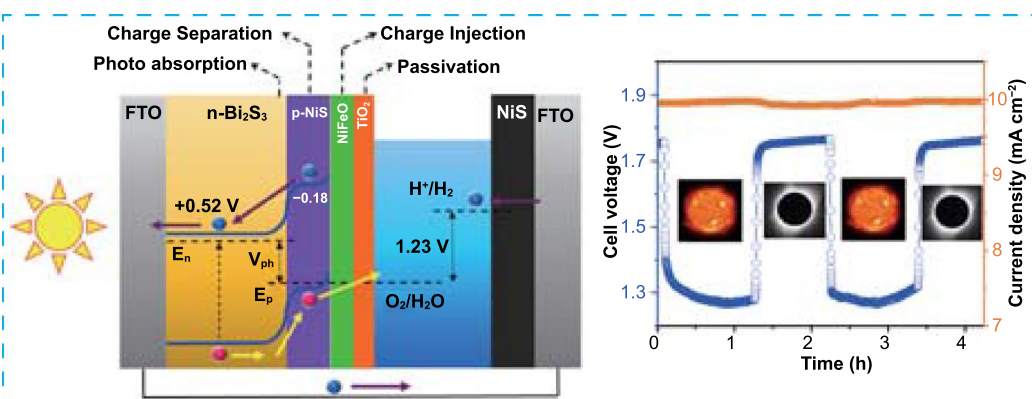 Charge Separation
Charge Injection
Photo absorption
Passivation
FTO
n-Bi₂S₃
p-NiS
NiFeO
TiO₂
NiS
FTO
H⁺/H₂
−0.18
+0.52 V
Eₙ
Vₚₕ
1.23 V
Eₚ
O₂/H₂O
Cell voltage (V)
1.9
1.7
1.5
1.3
0
1
2
3
4
Time (h)
10
9
8
7
Current density (mA cm⁻²)